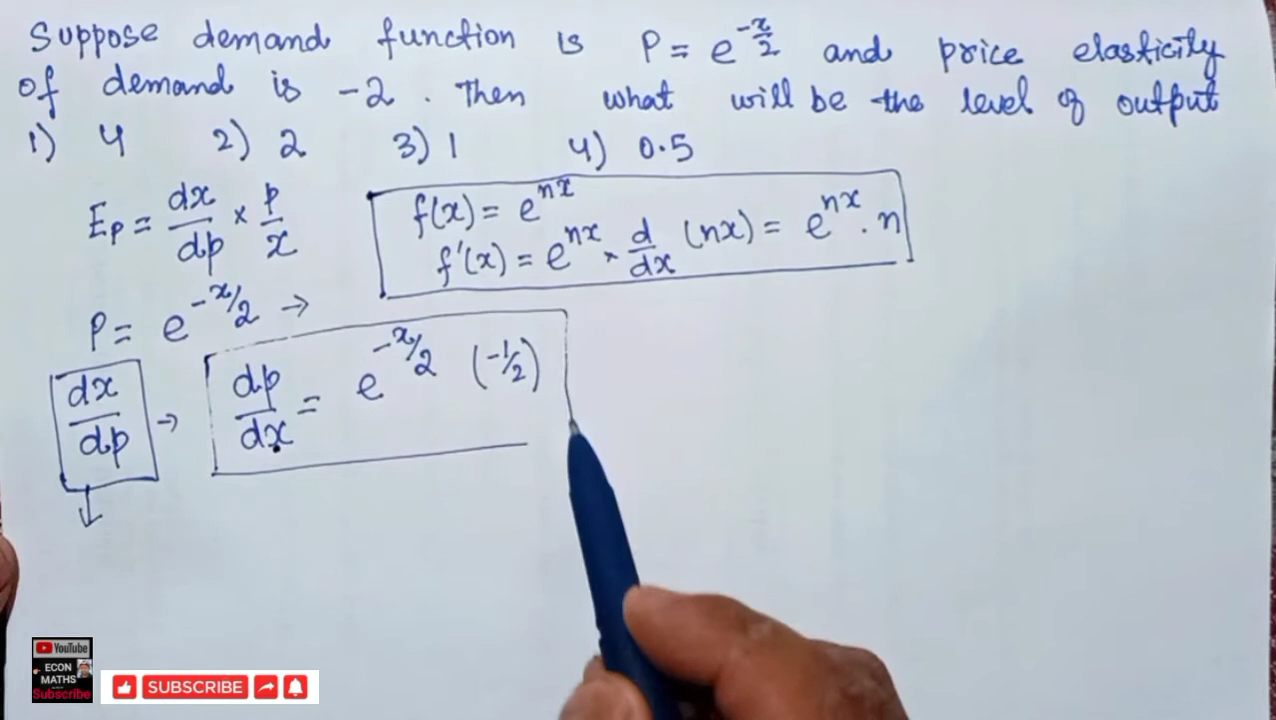 Suppose demand function is P = e^{-x/2} and price elasticity
of demand is -2. Then what will be the level of output
1) 4 2) 2 3) 1 4) 0.5
E_p = dx/dp × p/x
f(x) = e^{nx}
f'(x) = e^{nx} × d/dx (nx) = e^{nx} . n
P = e^{-x/2} →
dx/dp → dp/dx = e^{-x/2} (-1/2)
↓
YouTube
ECON
MATHS
Subscribe
SUBSCRIBE